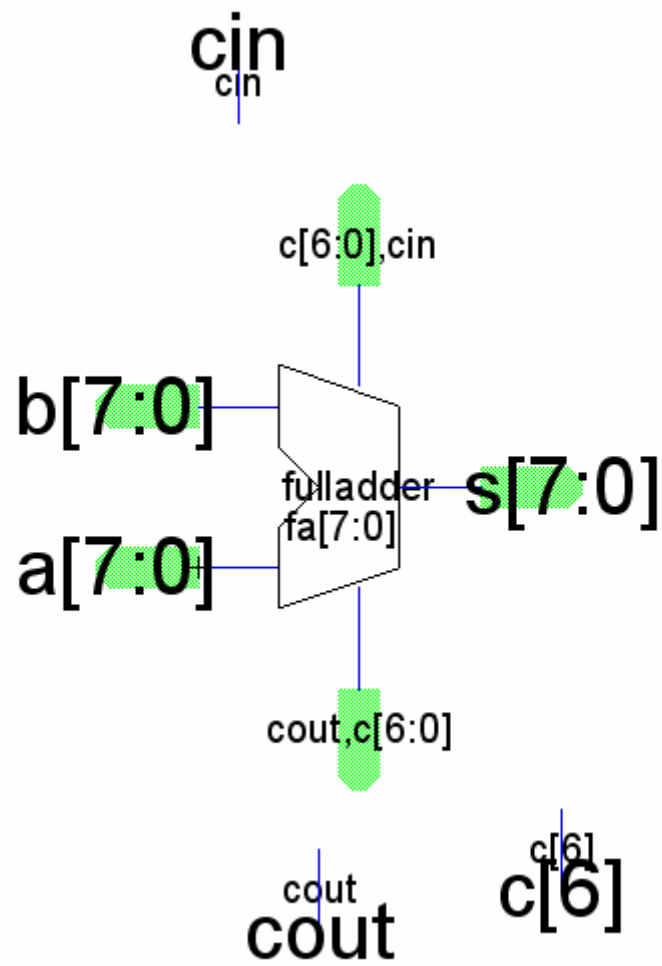 cin
cin
c[6:0],cin
b[7:0]
fulladder
s[7:0]
fa[7:0]
a[7:0]
cout,c[6:0]
c[6]
cout
c[6]
cout